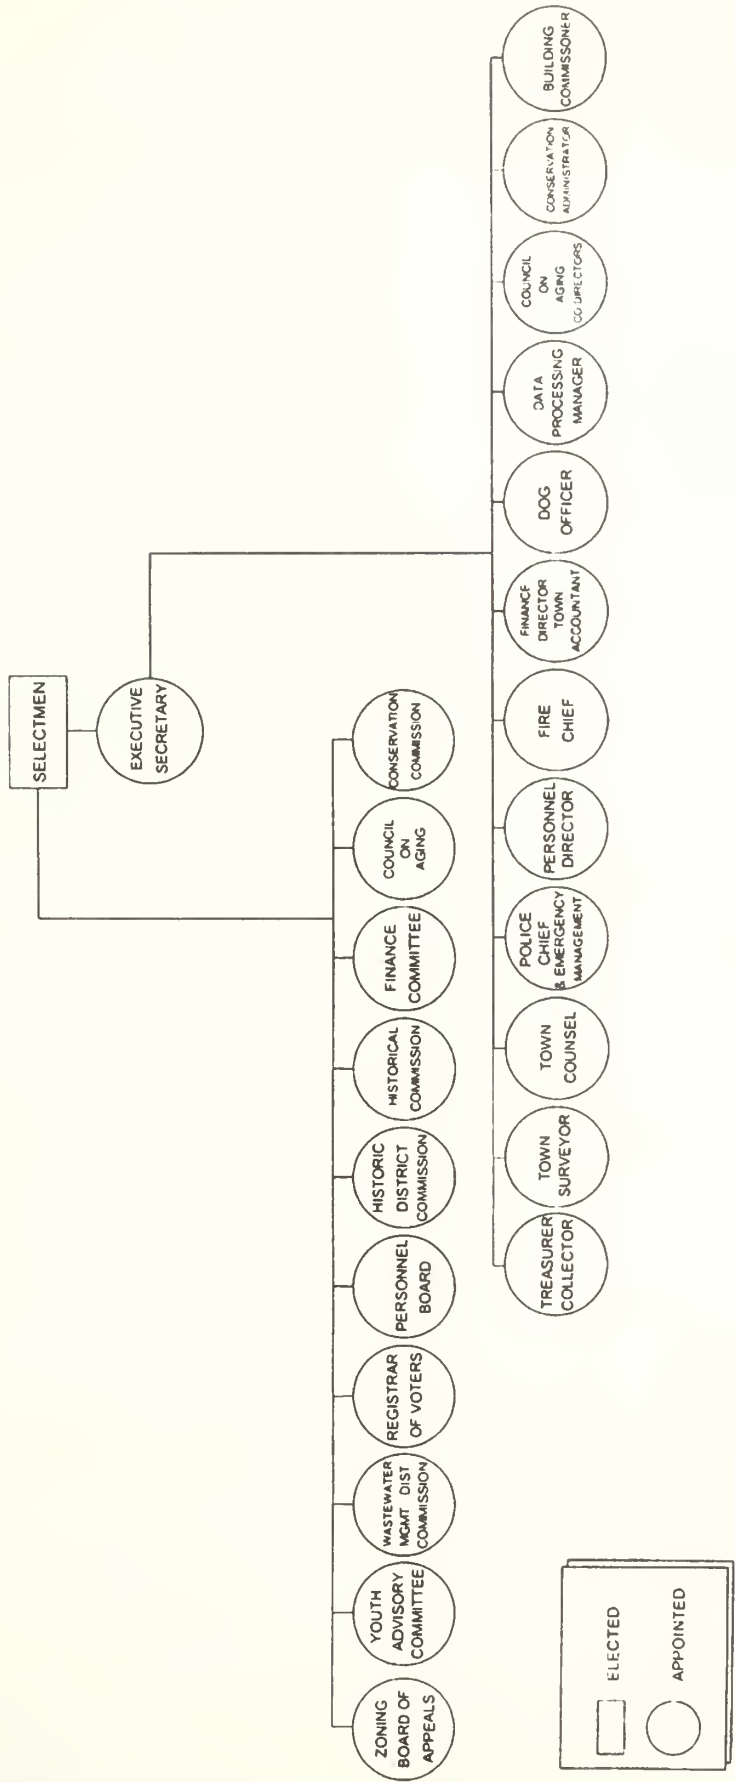 SELECTMEN
EXECUTIVE
SECRETARY
ZONING
BOARD OF
APPEALS
YOUTH
ADVISORY
COMMITTEE
WASTEWATER
MGMT DIST
COMMISSION
REGISTRAR
OF VOTERS
PERSONNEL
BOARD
HISTORIC
DISTRICT
COMMISSION
HISTORICAL
COMMISSION
FINANCE
COMMITTEE
COUNCIL
ON
AGING
CONSERVATION
COMMISSION
TREASURER
COLLECTOR
TOWN
SURVEYOR
TOWN
COUNSEL
POLICE
CHIEF
& EMERGENCY
MANAGEMENT
PERSONNEL
DIRECTOR
FIRE
CHIEF
FINANCE
DIRECTOR
TOWN
ACCOUNTANT
DOG
OFFICER
DATA
PROCESSING
MANAGER
COUNCIL
ON
AGING
CO DIRECTORS
CONSERVATION
ADMINISTRATOR
BUILDING
COMMISSONER
ELECTED
APPOINTED